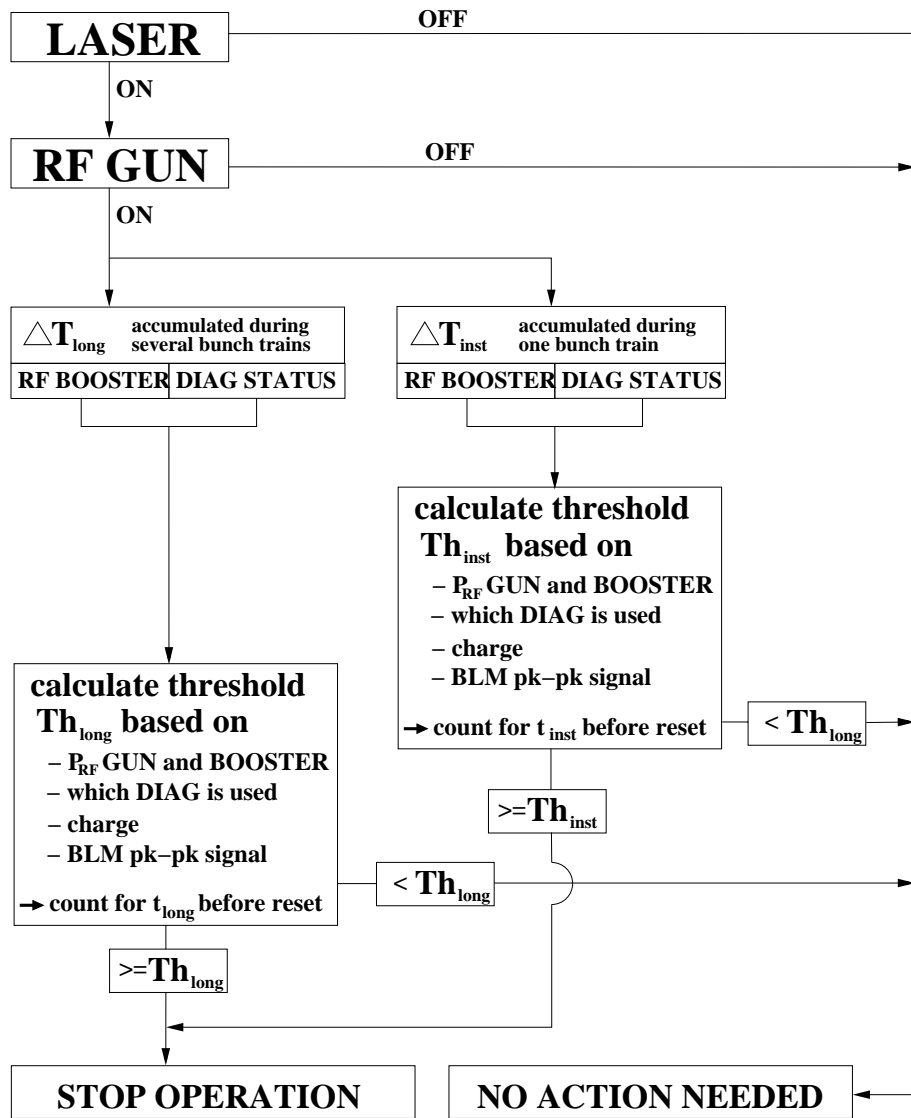 LASER
OFF
ON
RF GUN
OFF
ON
△T_long accumulated during
several bunch trains
RF BOOSTER DIAG STATUS
△T_inst accumulated during
one bunch train
RF BOOSTER DIAG STATUS
calculate threshold
Th_inst based on
– P_RF GUN and BOOSTER
– which DIAG is used
– charge
– BLM pk–pk signal
→ count for t_inst before reset
< Th_long
>=Th_inst
calculate threshold
Th_long based on
– P_RF GUN and BOOSTER
– which DIAG is used
– charge
– BLM pk–pk signal
→ count for t_long before reset
< Th_long
>=Th_long
STOP OPERATION
NO ACTION NEEDED